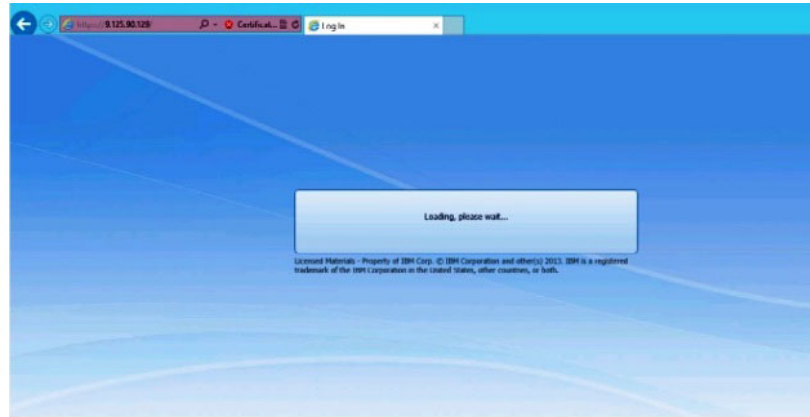 https://9.125.90.129/
Certificat...
Log In
Loading, please wait...
Licensed Materials - Property of IBM Corp. © IBM Corporation and other(s) 2013. IBM is a registered
trademark of the IBM Corporation in the United States, other countries, or both.